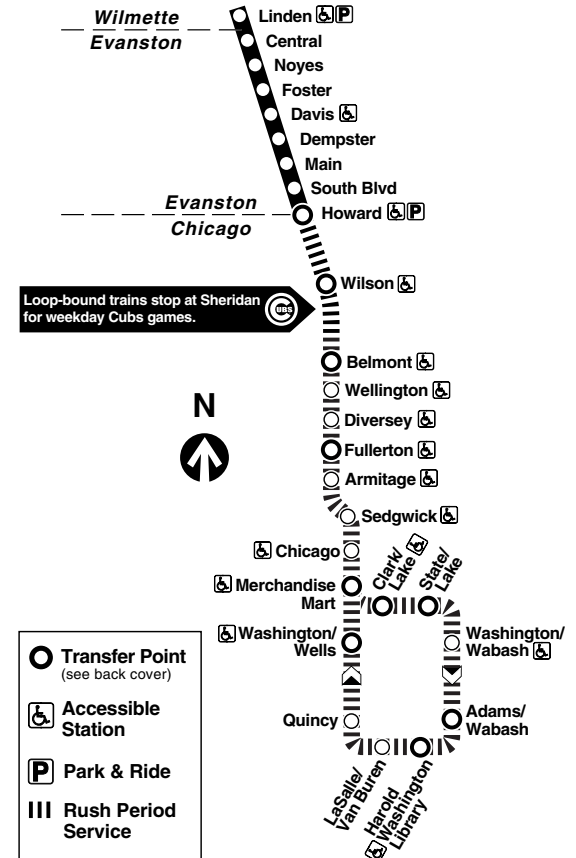 Wilmette
Evanston
Linden P
Central
Noyes
Foster
Davis
Dempster
Main
South Blvd
Evanston
Chicago
Howard P
Wilson
Loop-bound trains stop at Sheridan
for weekday Cubs games.
CUBS
Belmont
Wellington
N
Diversey
Fullerton
Armitage
Sedgwick
Chicago
Clark/
Lake
State/
Lake
Merchandise
Mart
Washington/
Wells
Washington/
Wabash
Quincy
Adams/
Wabash
LaSalle/
Van Buren
Harold
Washington
Library
Transfer Point
(see back cover)
Accessible
Station
P Park & Ride
Rush Period
Service